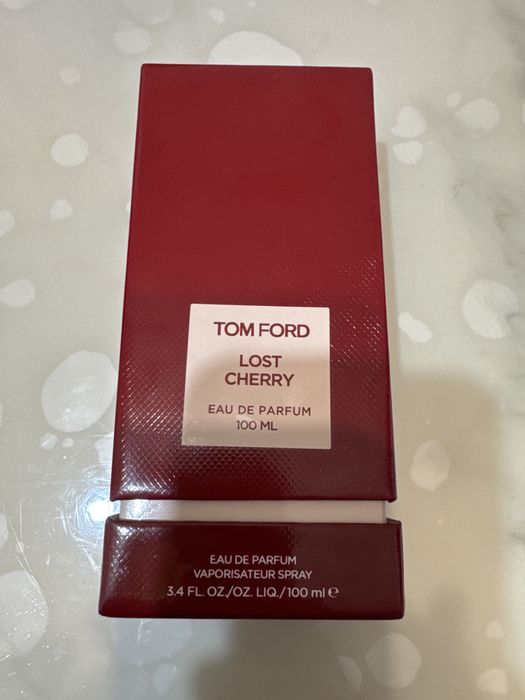 TOM FORD
LOST
CHERRY
EAU DE PARFUM
100 ML
EAU DE PARFUM
VAPORISATEUR SPRAY
3.4 FL. OZ./OZ. LIQ./100 ml ℮